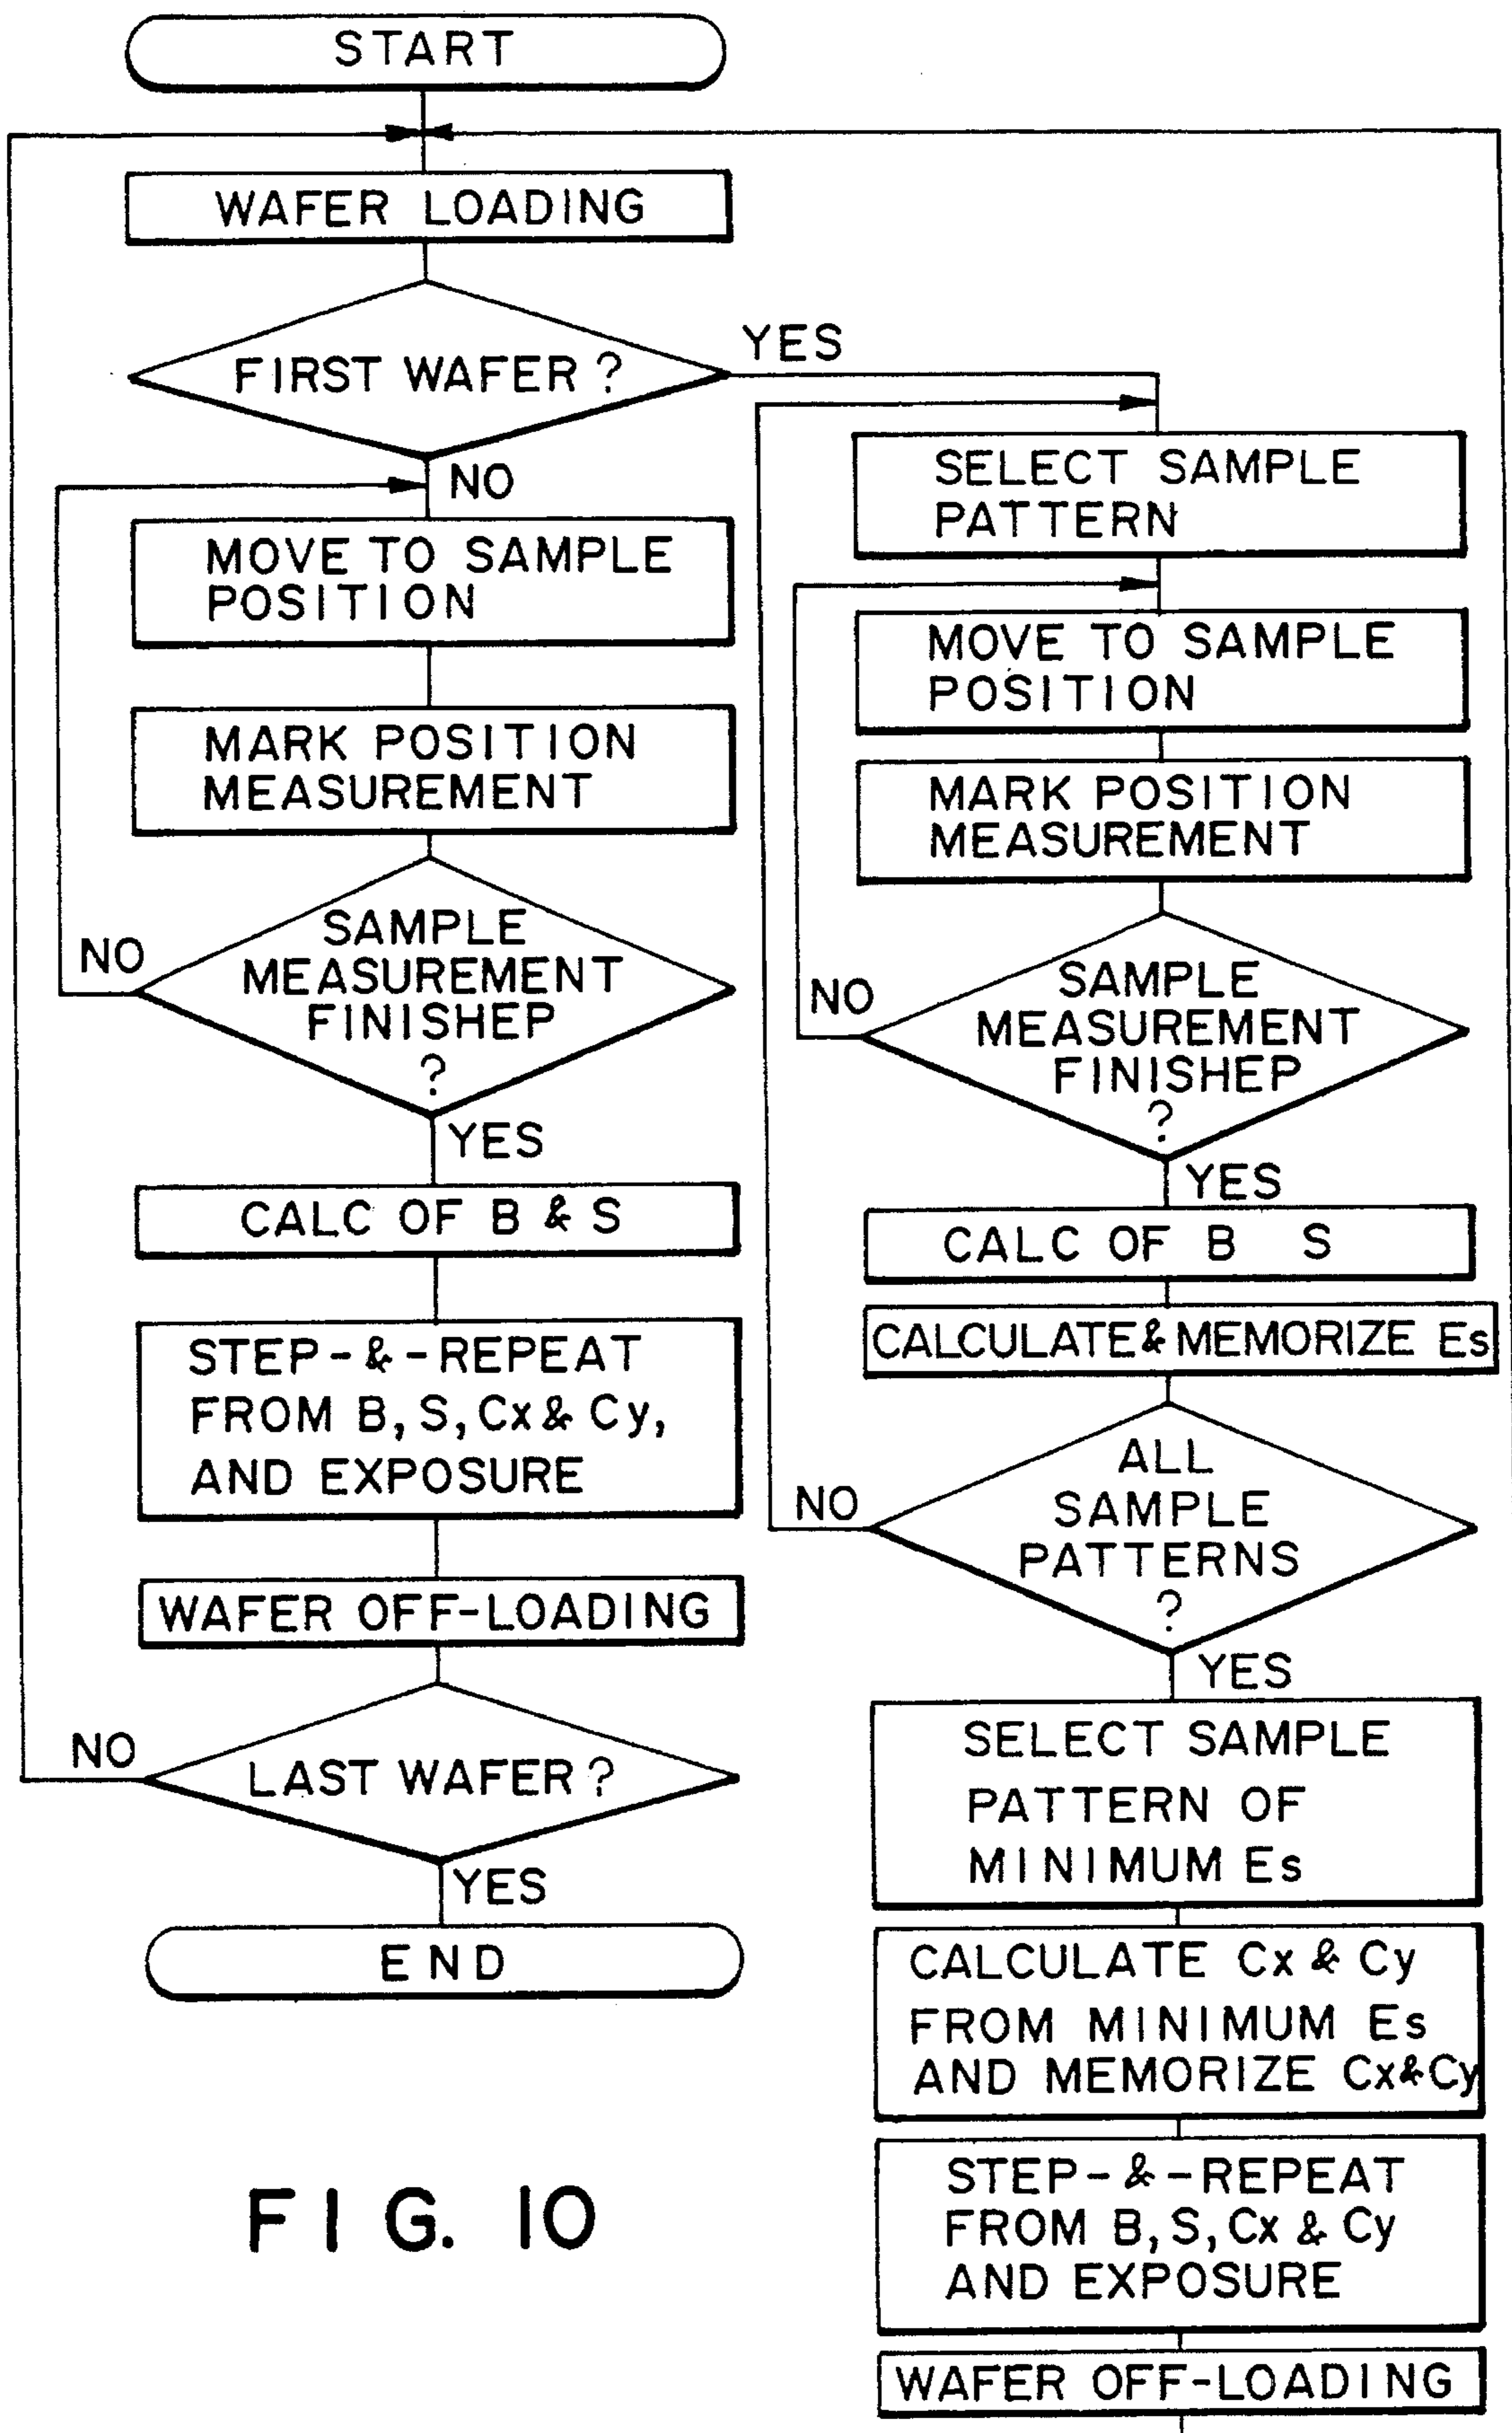 START
WAFER LOADING
FIRST WAFER ?
YES
NO
MOVE TO SAMPLE
POSITION
MARK POSITION
MEASUREMENT
SAMPLE
MEASUREMENT
FINISHEP
?
NO
YES
CALC OF B & S
STEP-&-REPEAT
FROM B, S, Cx & Cy,
AND EXPOSURE
WAFER OFF-LOADING
LAST WAFER ?
NO
YES
END
SELECT SAMPLE
PATTERN
MOVE TO SAMPLE
POSITION
MARK POSITION
MEASUREMENT
SAMPLE
MEASUREMENT
FINISHEP
?
NO
YES
CALC OF B S
CALCULATE & MEMORIZE Es
ALL
SAMPLE
PATTERNS
?
NO
YES
SELECT SAMPLE
PATTERN OF
MINIMUM Es
CALCULATE Cx & Cy
FROM MINIMUM Es
AND MEMORIZE Cx & Cy
STEP-&-REPEAT
FROM B, S, Cx & Cy
AND EXPOSURE
WAFER OFF-LOADING
FIG. 10